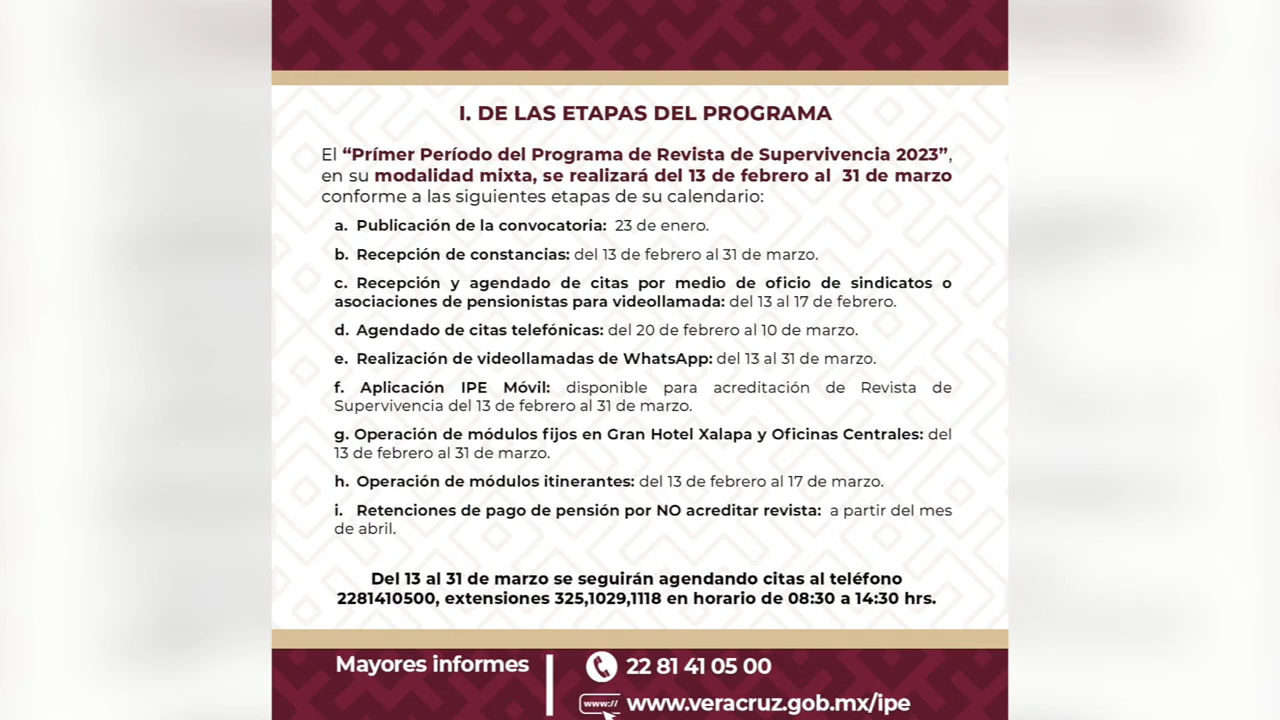 I. DE LAS ETAPAS DEL PROGRAMA
El “Prímer Período del Programa de Revista de Supervivencia 2023”,
en su modalidad mixta, se realizará del 13 de febrero al 31 de marzo
conforme a las siguientes etapas de su calendario:
a. Publicación de la convocatoria: 23 de enero.
b. Recepción de constancias: del 13 de febrero al 31 de marzo.
c. Recepción y agendado de citas por medio de oficio de sindicatos o
asociaciones de pensionistas para videollamada: del 13 al 17 de febrero.
d. Agendado de citas telefónicas: del 20 de febrero al 10 de marzo.
e. Realización de videollamadas de WhatsApp: del 13 al 31 de marzo.
f. Aplicación IPE Móvil: disponible para acreditación de Revista de
Supervivencia del 13 de febrero al 31 de marzo.
g. Operación de módulos fijos en Gran Hotel Xalapa y Oficinas Centrales: del
13 de febrero al 31 de marzo.
h. Operación de módulos itinerantes: del 13 de febrero al 17 de marzo.
i. Retenciones de pago de pensión por NO acreditar revista: a partir del mes
de abril.
Del 13 al 31 de marzo se seguirán agendando citas al teléfono
2281410500, extensiones 325,1029,1118 en horario de 08:30 a 14:30 hrs.
Mayores informes
22 81 41 05 00
www://
www.veracruz.gob.mx/ipe